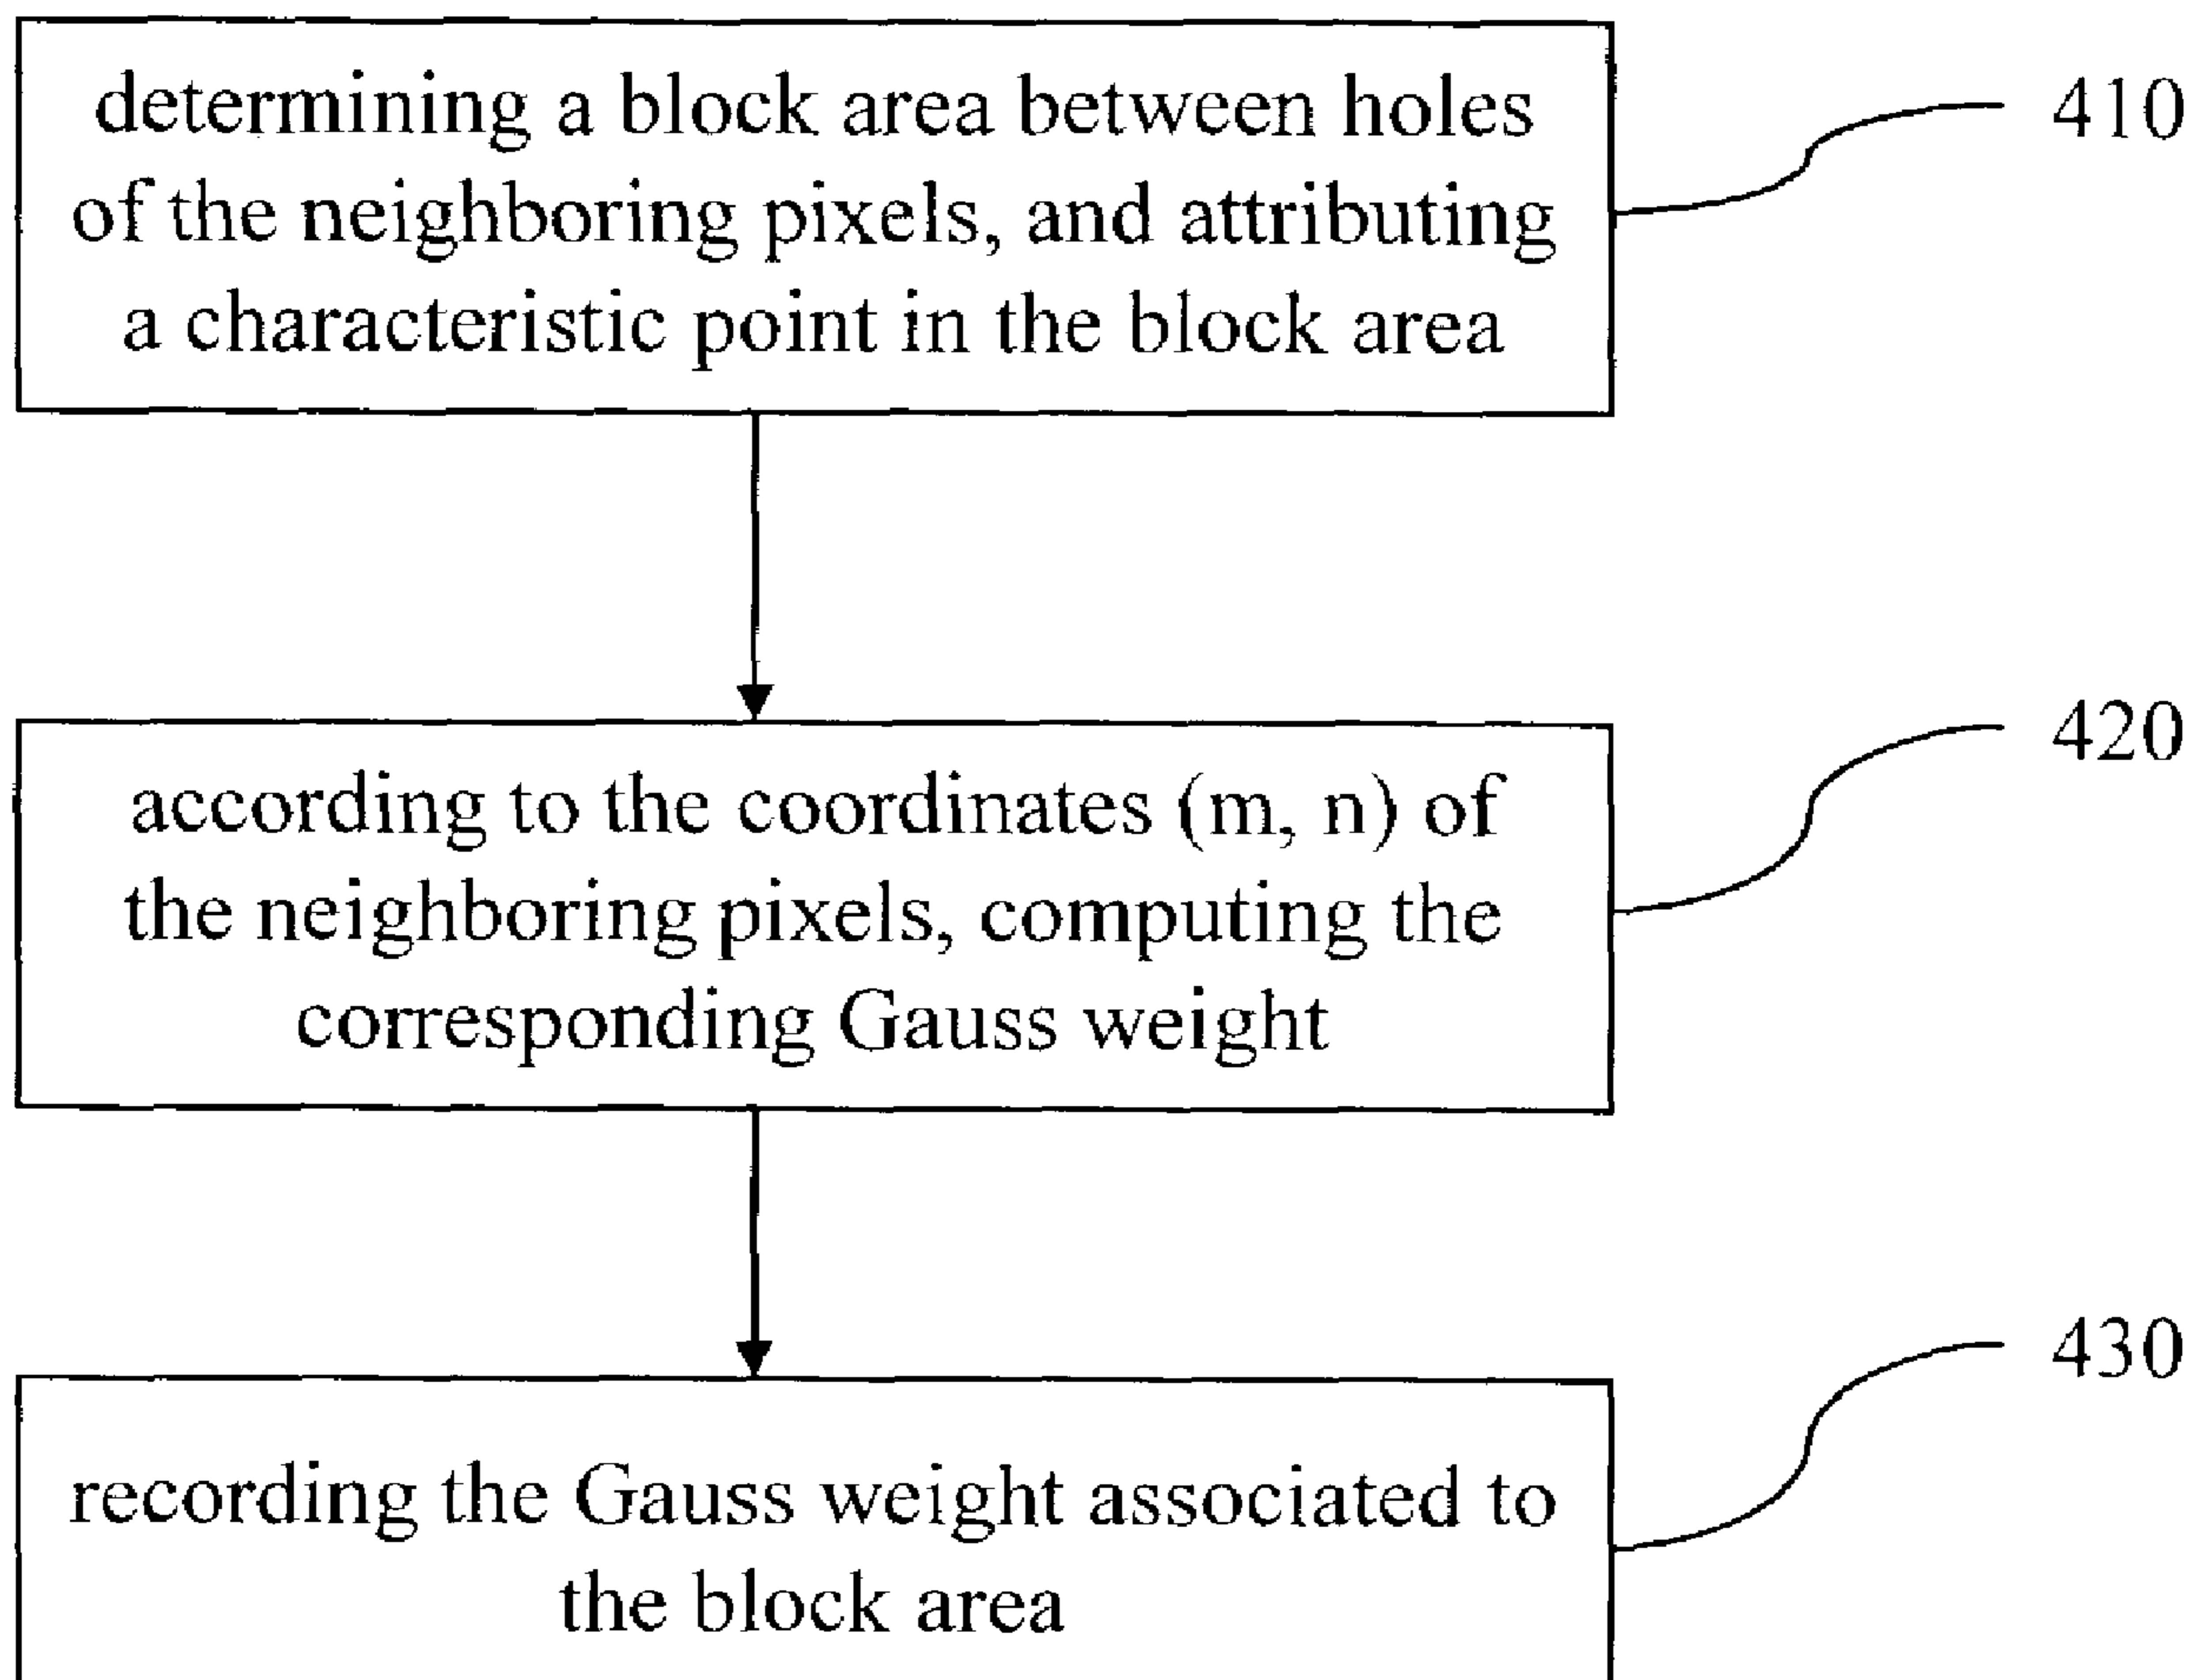 determining a block area between holes
of the neighboring pixels, and attributing
a characteristic point in the block area
410
according to the coordinates (m, n) of
the neighboring pixels, computing the
corresponding Gauss weight
420
recording the Gauss weight associated to
the block area
430